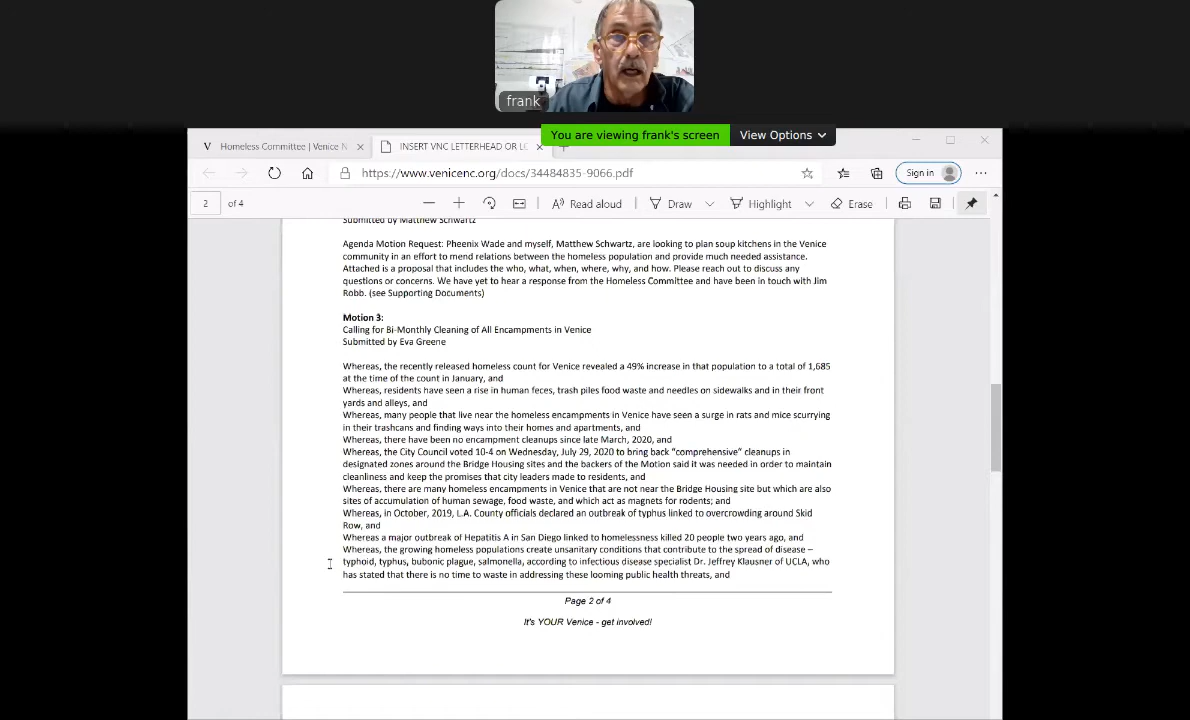 frank
You are viewing frank's screen View Options
Homeless Committee | Venice N INSERT VNC LETTERHEAD OR LO
https://www.venicenc.org/docs/34484835-9066.pdf Sign in
2 of 4 Read aloud Draw Highlight Erase
Submitted by Matthew Schwartz
Agenda Motion Request: Pheenix Wade and myself, Matthew Schwartz, are looking to plan soup kitchens in the Venice
community in an effort to mend relations between the homeless population and provide much needed assistance.
Attached is a proposal that includes the who, what, when, where, why, and how. Please reach out to discuss any
questions or concerns. We have yet to hear a response from the Homeless Committee and have been in touch with Jim
Robb. (see Supporting Documents)
Motion 3:
Calling for Bi-Monthly Cleaning of All Encampments in Venice
Submitted by Eva Greene
Whereas, the recently released homeless count for Venice revealed a 49% increase in that population to a total of 1,685
at the time of the count in January, and
Whereas, residents have seen a rise in human feces, trash piles food waste and needles on sidewalks and in their front
yards and alleys, and
Whereas, many people that live near the homeless encampments in Venice have seen a surge in rats and mice scurrying
in their trashcans and finding ways into their homes and apartments, and
Whereas, there have been no encampment cleanups since late March, 2020, and
Whereas, the City Council voted 10-4 on Wednesday, July 29, 2020 to bring back "comprehensive" cleanups in
designated zones around the Bridge Housing sites and the backers of the Motion said it was needed in order to maintain
cleanliness and keep the promises that city leaders made to residents, and
Whereas, there are many homeless encampments in Venice that are not near the Bridge Housing site but which are also
sites of accumulation of human sewage, food waste, and which act as magnets for rodents; and
Whereas, in October, 2019, L.A. County officials declared an outbreak of typhus linked to overcrowding around Skid
Row, and
Whereas a major outbreak of Hepatitis A in San Diego linked to homelessness killed 20 people two years ago, and
Whereas, the growing homeless populations create unsanitary conditions that contribute to the spread of disease –
typhoid, typhus, bubonic plague, salmonella, according to infectious disease specialist Dr. Jeffrey Klausner of UCLA, who
has stated that there is no time to waste in addressing these looming public health threats, and
Page 2 of 4
It's YOUR Venice - get involved!